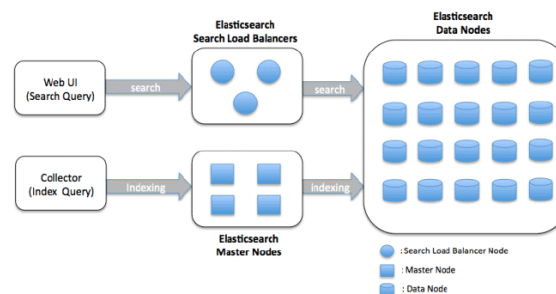 Elasticsearch
Search Load Balancers
Elasticsearch
Data Nodes
Web UI
(Search Query)
search
search
Collector
(Index Query)
Indexing
indexing
Elasticsearch
Master Nodes
: Search Load Balancer Node
: Master Node
: Data Node